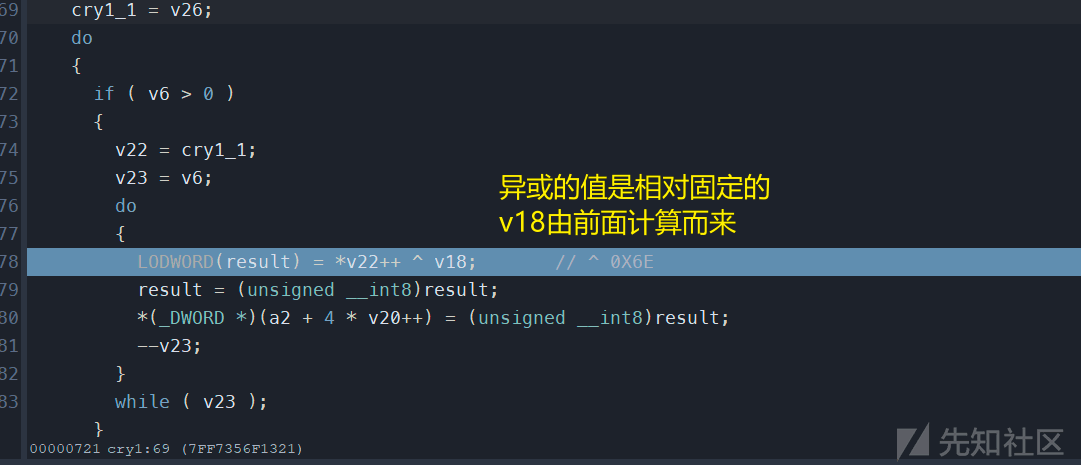 69 cry1_1 = v26;
70 do
71 {
72 if ( v6 > 0 )
73 {
74 v22 = cry1_1;
75 v23 = v6;
76 do
77 {
78 LODWORD(result) = *v22++ ^ v18; // ^ 0X6E
79 result = (unsigned __int8)result;
80 *(_DWORD *)(a2 + 4 * v20++) = (unsigned __int8)result;
81 --v23;
82 }
83 while ( v23 );
}
异或的值是相对固定的
v18由前面计算而来
00000721 cry1:69 (7FF7356F1321)
先知社区